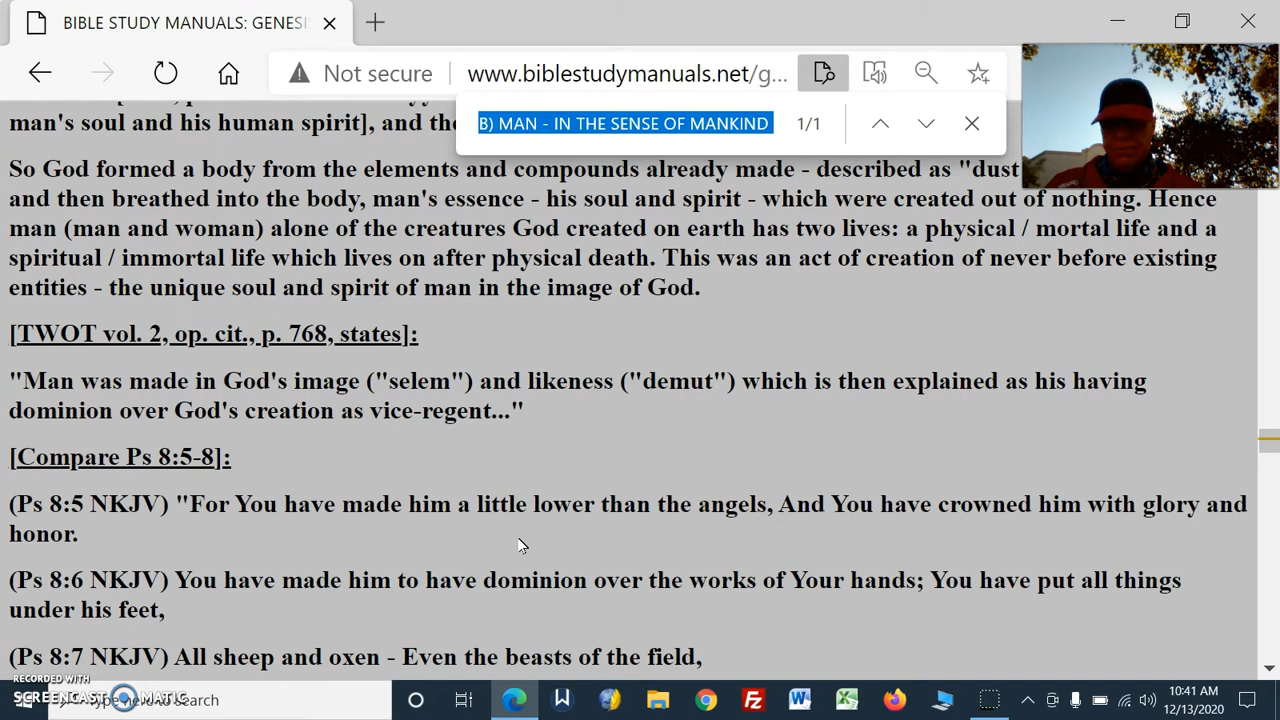 BIBLE STUDY MANUALS: GENESIS
Not secure
www.biblestudymanuals.net/g...
B) MAN - IN THE SENSE OF MANKIND
1/1
man's soul and his human spirit], and the
So God formed a body from the elements and compounds already made - described as "dust
and then breathed into the body, man's essence - his soul and spirit - which were created out of nothing. Hence
man (man and woman) alone of the creatures God created on earth has two lives: a physical / mortal life and a
spiritual / immortal life which lives on after physical death. This was an act of creation of never before existing
entities - the unique soul and spirit of man in the image of God.
[TWOT vol. 2, op. cit., p. 768, states]:
"Man was made in God's image ("selem") and likeness ("demut") which is then explained as his having
dominion over God's creation as vice-regent..."
[Compare Ps 8:5-8]:
(Ps 8:5 NKJV) "For You have made him a little lower than the angels, And You have crowned him with glory and
honor.
(Ps 8:6 NKJV) You have made him to have dominion over the works of Your hands; You have put all things
under his feet,
(Ps 8:7 NKJV) All sheep and oxen - Even the beasts of the field,
RECORDED WITH
SCREENCAST MATIC
Type here to search
10:41 AM
12/13/2020